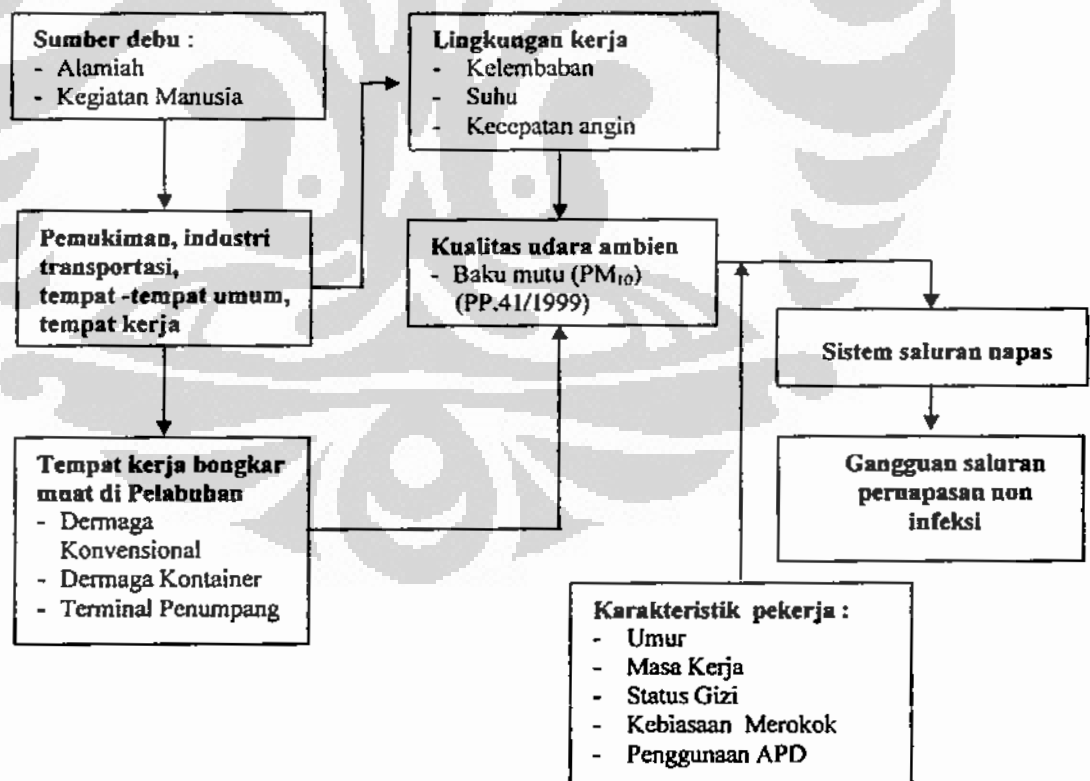 Sumber debu :
- Alamiah
- Kegiatan Manusia
Lingkungan kerja
- Kelembaban
- Suhu
- Kecepatan angin
Pemukiman, industri
transportasi,
tempat -tempat umum,
tempat kerja
Kualitas udara ambien
- Baku mutu (PM₁₀)
(PP.41/1999)
Sistem saluran napas
Tempat kerja bongkar
muat di Pelabuhan
- Dermaga
Konvensional
- Dermaga Kontainer
- Terminal Penumpang
Gangguan saluran
pernapasan non
infeksi
Karakteristik pekerja :
- Umur
- Masa Kerja
- Status Gizi
- Kebiasaan Merokok
- Penggunaan APD